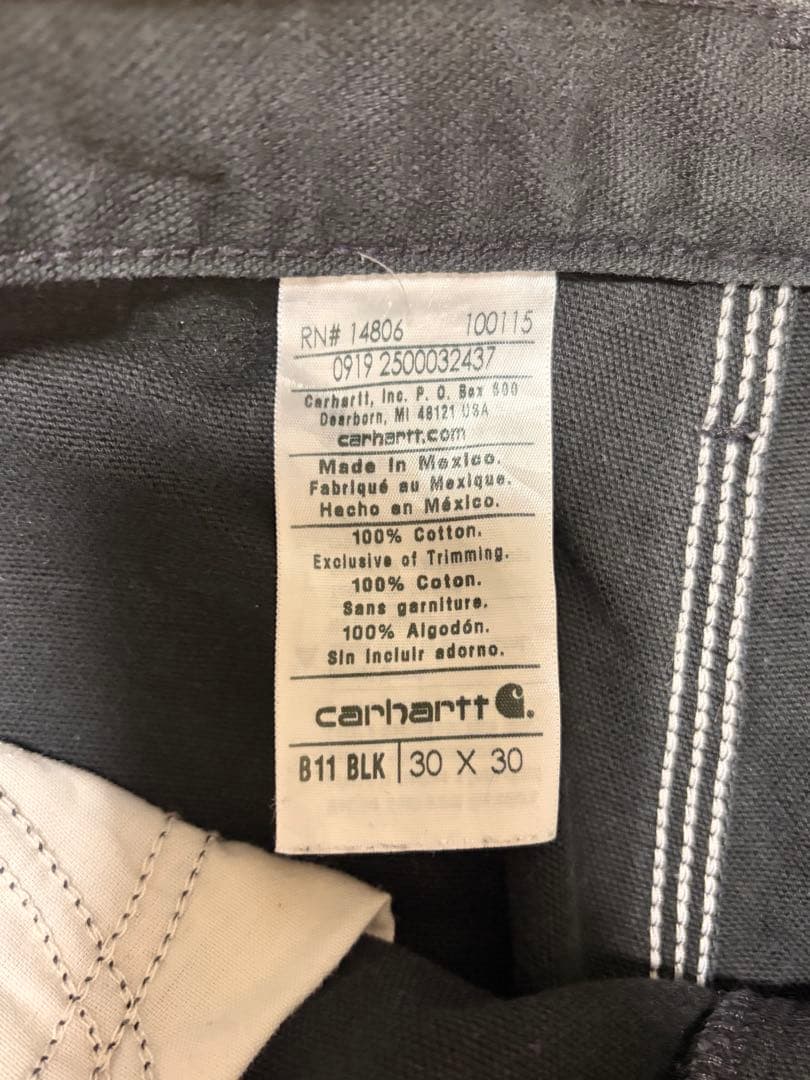 RN# 14806 100115
0919 2500032437
Carhartt, Inc. P. O. Box 600
Dearborn, MI 48121 USA
carhartt.com
Made in Mexico.
Fabriqué au Mexique.
Hecho en México.
100% Cotton.
Exclusive of Trimming.
100% Coton.
Sans garniture.
100% Algodón.
Sin incluir adorno.
carhartt
B11 BLK 30 X 30